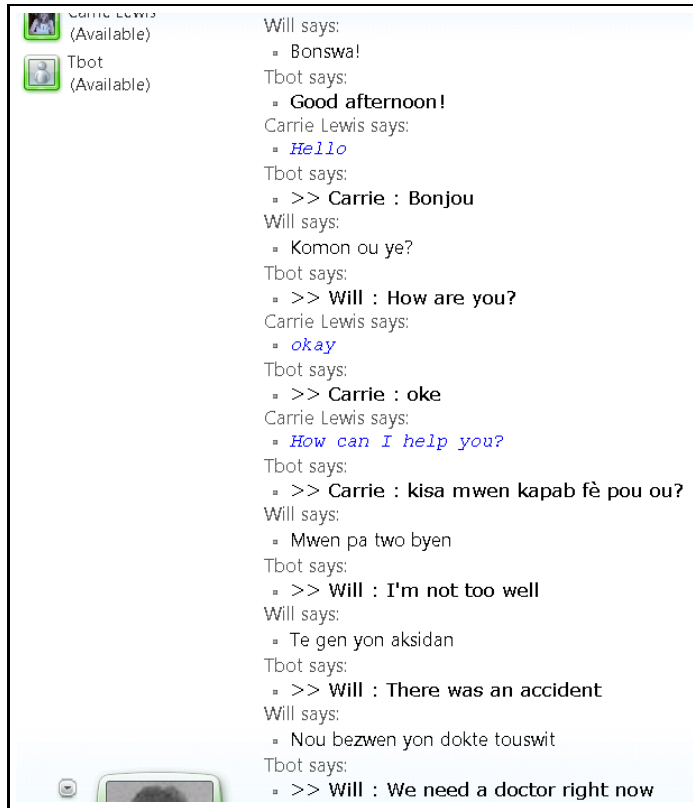 Carrie Lewis
(Available)
Tbot
(Available)
Will says:
Bonswa!
Tbot says:
Good afternoon!
Carrie Lewis says:
Hello
Tbot says:
>> Carrie : Bonjou
Will says:
Komon ou ye?
Tbot says:
>> Will : How are you?
Carrie Lewis says:
okay
Tbot says:
>> Carrie : oke
Carrie Lewis says:
How can I help you?
Tbot says:
>> Carrie : kisa mwen kapab fè pou ou?
Will says:
Mwen pa two byen
Tbot says:
>> Will : I'm not too well
Will says:
Te gen yon aksidan
Tbot says:
>> Will : There was an accident
Will says:
Nou bezwen yon dokte touswit
Tbot says:
>> Will : We need a doctor right now